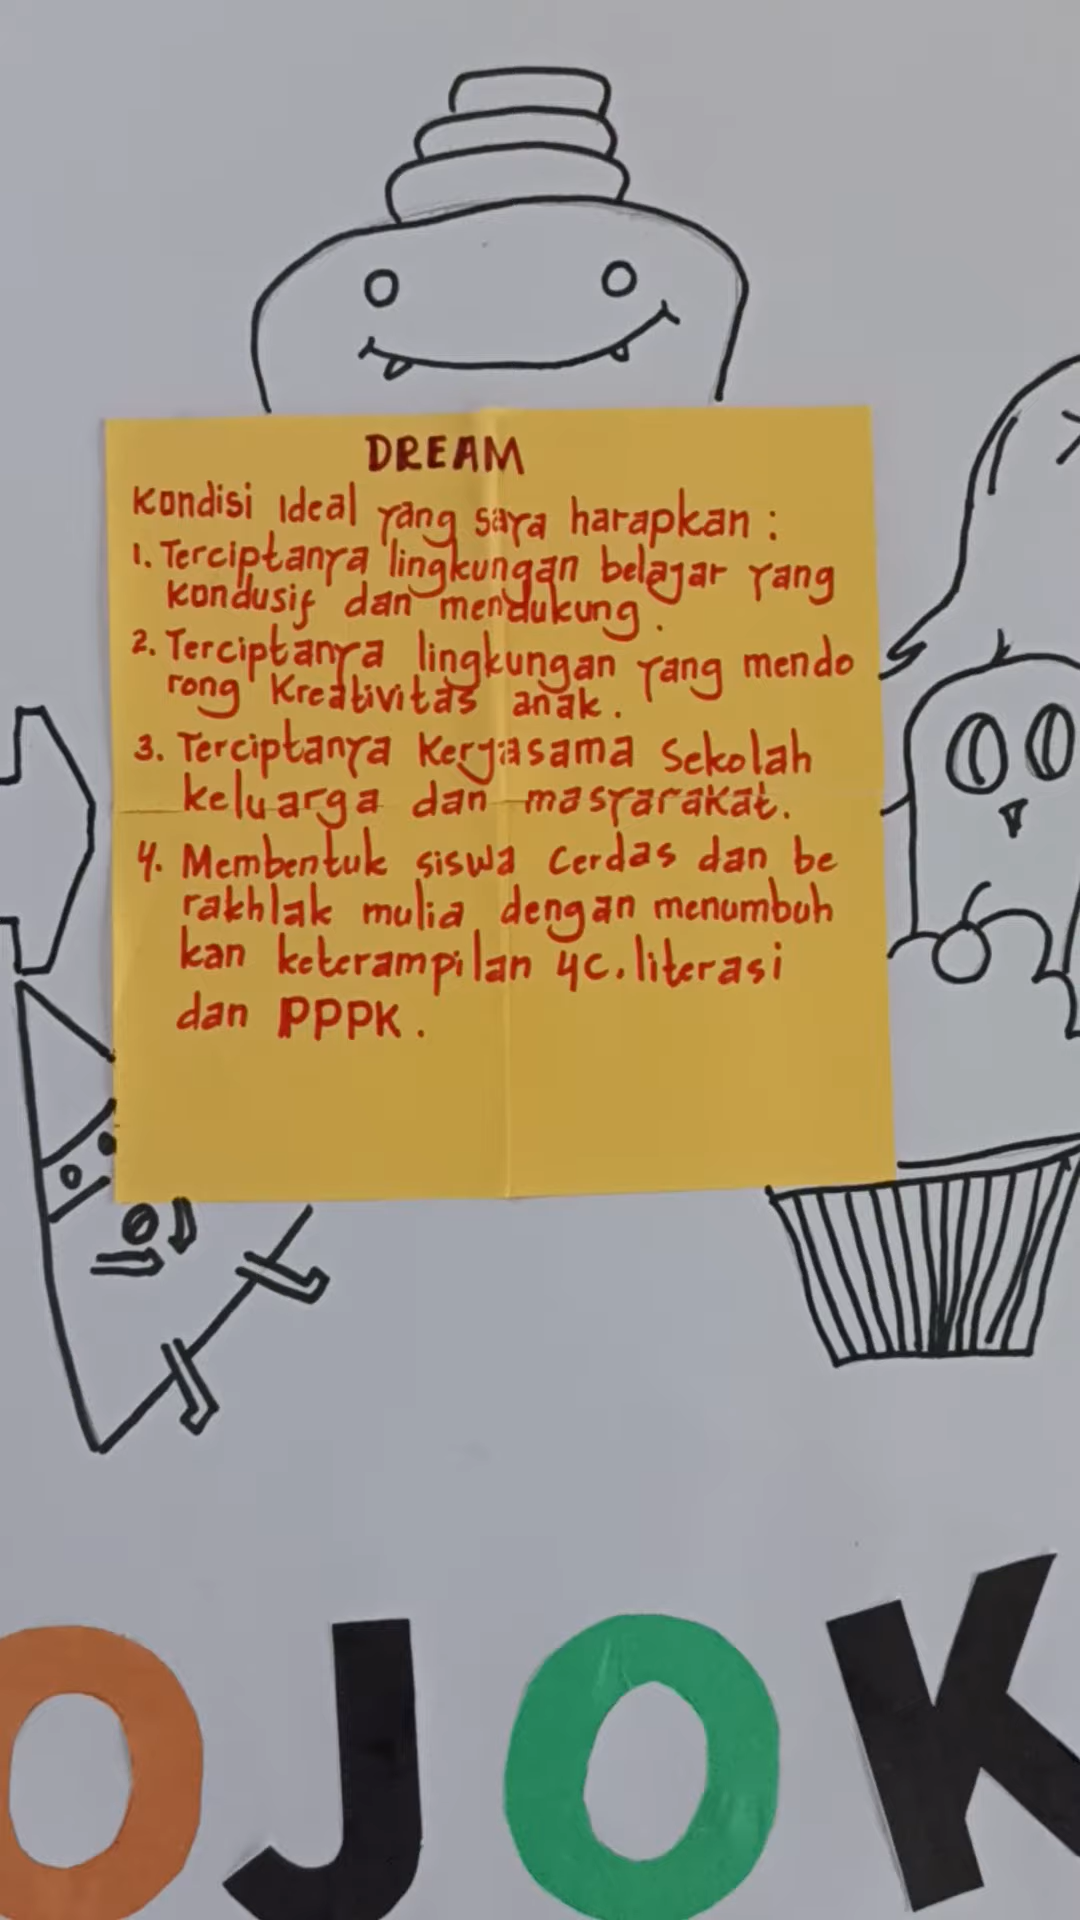 DREAM
Kondisi Ideal yang saya harapkan :
1. Terciptanya lingkungan belajar yang
kondusif dan mendukung.
2. Terciptanya lingkungan yang mendo
rong Kreativitas anak.
3. Terciptanya Kerjasama Sekolah
keluarga dan masyarakat.
4. Membentuk siswa Cerdas dan be
rakhlak mulia dengan menumbuh
kan keterampilan 4C. literasi
dan PPPK.
OJOK